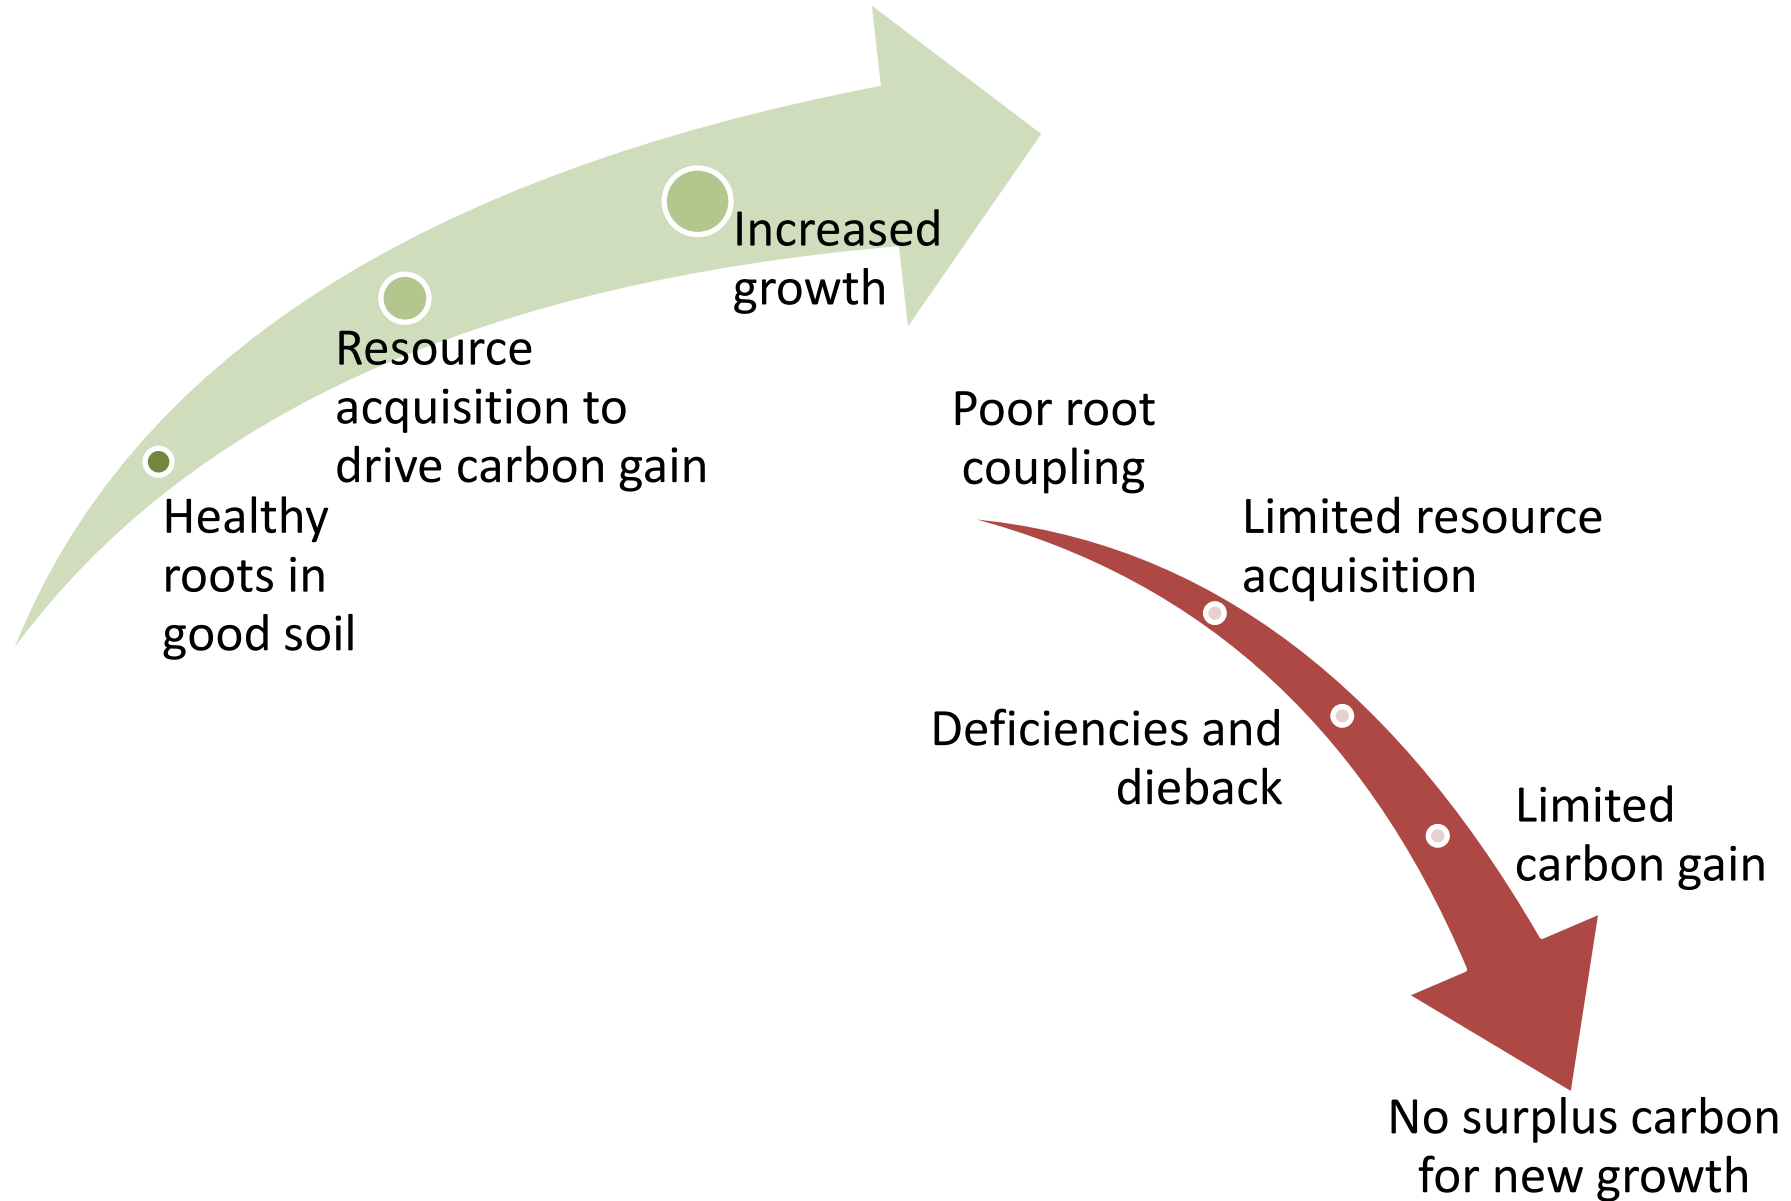 Increased
growth
Resource
acquisition to
drive carbon gain
Healthy
roots in
good soil
Poor root
coupling
Limited resource
acquisition
Deficiencies and
dieback
Limited
carbon gain
No surplus carbon
for new growth